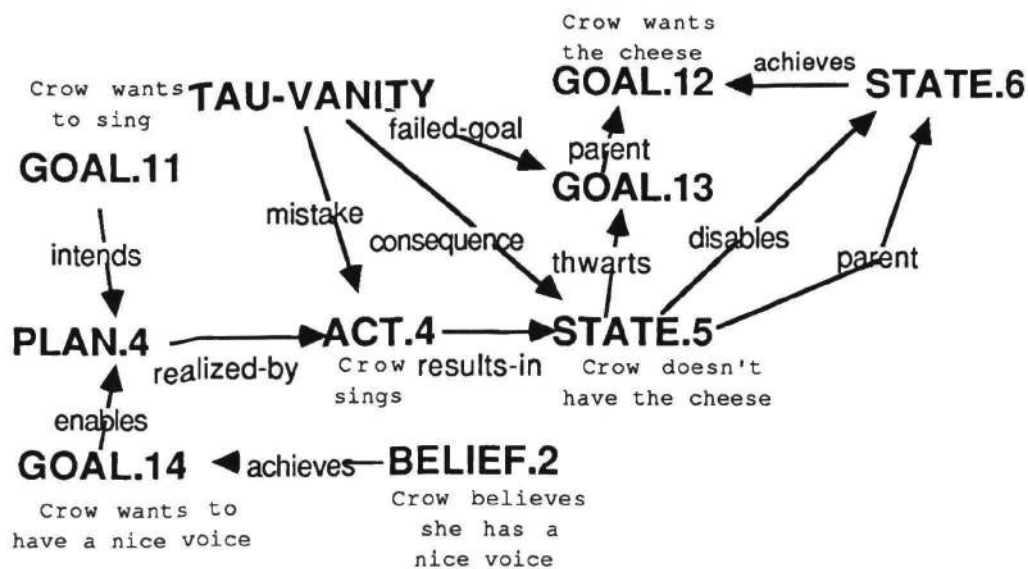 Crow wants
the cheese
GOAL.12
achieves
STATE.6
Crow wants
to sing
TAU-VANITY
GOAL.11
failed-goal
parent
GOAL.13
mistake
consequence
disables
intends
thwarts
parent
PLAN.4
realized-by
ACT.4
results-in
STATE.5
Crow
sings
Crow doesn't
have the cheese
enables
GOAL.14
achieves
BELIEF.2
Crow wants to
have a nice voice
Crow believes
she has a
nice voice